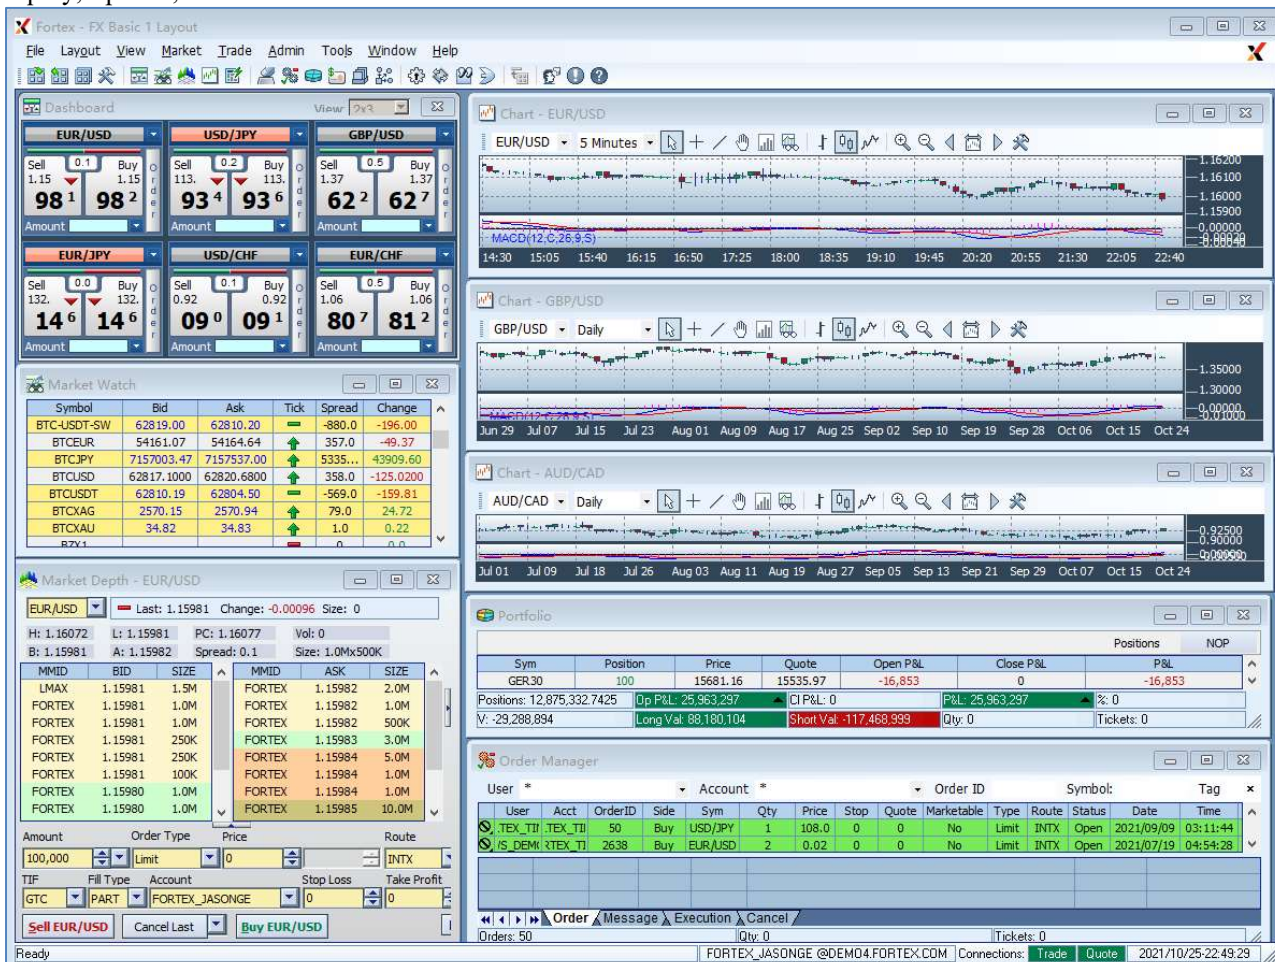 Fortex - FX Basic 1 Layout
File Layout View Market Trade Admin Tools Window Help
Dashboard View 2x3
EUR/USD USD/JPY GBP/USD
Sell 0.1 Buy Sell 0.2 Buy Sell 0.5 Buy
1.15 1.15 113. 113. 1.37 1.37
98 1 98 2 93 4 93 6 62 2 62 7
Order Order Order
Amount Amount Amount
EUR/JPY USD/CHF EUR/CHF
Sell 0.0 Buy Sell 0.1 Buy Sell 0.5 Buy
132. 132. 0.92 0.92 1.06 1.06
14 6 14 6 09 0 09 1 80 7 81 2
Order Order Order
Amount Amount Amount
Market Watch
Symbol Bid Ask Tick Spread Change
BTC-USDT-SW 62819.00 62810.20 -880.0 -196.00
BTCEUR 54161.07 54164.64 357.0 -49.37
BTCJPY 7157003.47 7157537.00 5335... 43909.60
BTCUSD 62817.1000 62820.6800 358.0 -125.0200
BTCUSDT 62810.19 62804.50 -569.0 -159.81
BTCXAG 2570.15 2570.94 79.0 24.72
BTCXAU 34.82 34.83 1.0 0.22
Market Depth - EUR/USD
EUR/USD Last: 1.15981 Change: -0.00096 Size: 0
H: 1.16072 L: 1.15981 PC: 1.16077 Vol: 0
B: 1.15981 A: 1.15982 Spread: 0.1 Size: 1.0Mx500K
MMID BID SIZE MMID ASK SIZE
LMAX 1.15981 1.5M FORTEX 1.15982 2.0M
FORTEX 1.15981 1.0M FORTEX 1.15982 1.0M
FORTEX 1.15981 1.0M FORTEX 1.15982 500K
FORTEX 1.15981 250K FORTEX 1.15983 3.0M
FORTEX 1.15981 250K FORTEX 1.15984 5.0M
FORTEX 1.15981 100K FORTEX 1.15984 1.0M
FORTEX 1.15980 1.0M FORTEX 1.15984 1.0M
FORTEX 1.15980 1.0M FORTEX 1.15985 10.0M
Amount Order Type Price Route
100,000 Limit 0 INTX
TIF Fill Type Account Stop Loss Take Profit
GTC PART FORTEX_JASONGE 0 0
Sell EUR/USD Cancel Last Buy EUR/USD
Chart - EUR/USD
EUR/USD 5 Minutes
1.16200
1.16100
1.16000
1.15900
0.00000
MACD(12,C,26,9,S)
14:30 15:05 15:40 16:15 16:50 17:25 18:00 18:35 19:10 19:45 20:20 20:55 21:30 22:05 22:40
Chart - GBP/USD
GBP/USD Daily
1.35000
1.30000
0.00000
-0.01000
MACD(12,C,26,9,S)
Jun 29 Jul 07 Jul 15 Jul 23 Aug 01 Aug 09 Aug 17 Aug 25 Sep 02 Sep 10 Sep 19 Sep 28 Oct 06 Oct 15 Oct 24
Chart - AUD/CAD
AUD/CAD Daily
0.92500
0.90000
Jul 01 Jul 09 Jul 18 Jul 26 Aug 03 Aug 11 Aug 19 Aug 27 Sep 05 Sep 13 Sep 21 Sep 29 Oct 07 Oct 15 Oct 24
Portfolio
Positions NOP
Sym Position Price Quote Open P&L Close P&L P&L
GER30 100 15681.16 15535.97 -16,853 0 -16,853
Positions: 12,875,332.7425 Op P&L: 25,963,297 Cl P&L: 0 P&L: 25,963,297 %: 0
V: -29,288,894 Long Val: 88,180,104 Short Val: -117,468,999 Qty: 0 Tickets: 0
Order Manager
User * Account * Order ID Symbol: Tag
User Acct OrderID Side Sym Qty Price Stop Quote Marketable Type Route Status Date Time
.TEX_TII .TEX_TII 50 Buy USD/JPY 1 108.0 0 0 No Limit INTX Open 2021/09/09 03:11:44
/S_DEM( RTEX_TI 2638 Buy EUR/USD 2 0.02 0 0 No Limit INTX Open 2021/07/19 04:54:28
Order Message Execution Cancel
Orders: 50 Qty: 0 Tickets: 0
Ready FORTEX_JASONGE @DEMO4.FORTEX.COM Connections: Trade Quote 2021/10/25-22:49:29